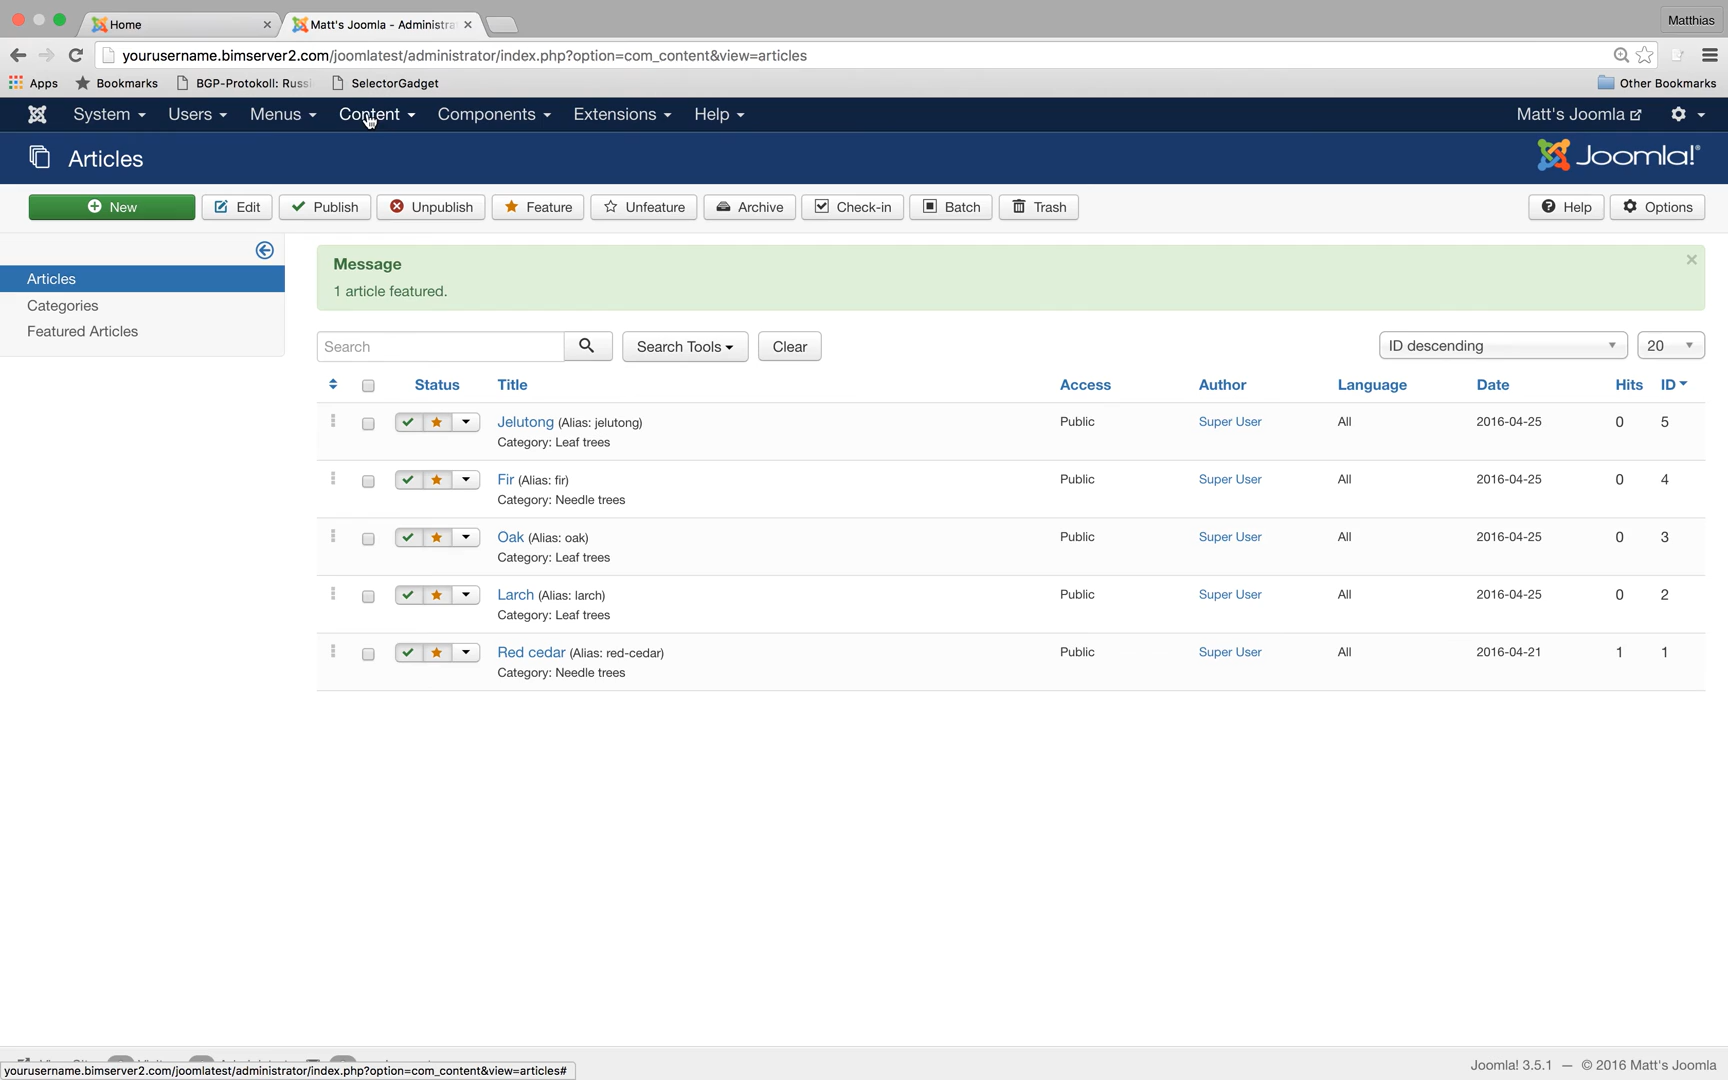 Home
Matt's Joomla - Administra
Matthias
yourusername.bimserver2.com/joomlatest/administrator/index.php?option=com_content&view=articles
Apps Bookmarks BGP-Protokoll: Russi SelectorGadget Other Bookmarks
System Users Menus Content Components Extensions Help Matt's Joomla
Articles Joomla!®
New Edit Publish Unpublish Feature Unfeature Archive Check-in Batch Trash Help Options
Articles
Categories
Featured Articles
Message
1 article featured.
Search Search Tools Clear ID descending 20
Status Title Access Author Language Date Hits ID
Jelutong (Alias: jelutong) Public Super User All 2016-04-25 0 5
Category: Leaf trees
Fir (Alias: fir) Public Super User All 2016-04-25 0 4
Category: Needle trees
Oak (Alias: oak) Public Super User All 2016-04-25 0 3
Category: Leaf trees
Larch (Alias: larch) Public Super User All 2016-04-25 0 2
Category: Leaf trees
Red cedar (Alias: red-cedar) Public Super User All 2016-04-21 1 1
Category: Needle trees
Joomla! 3.5.1 — © 2016 Matt's Joomla
yourusername.bimserver2.com/joomlatest/administrator/index.php?option=com_content&view=articles#